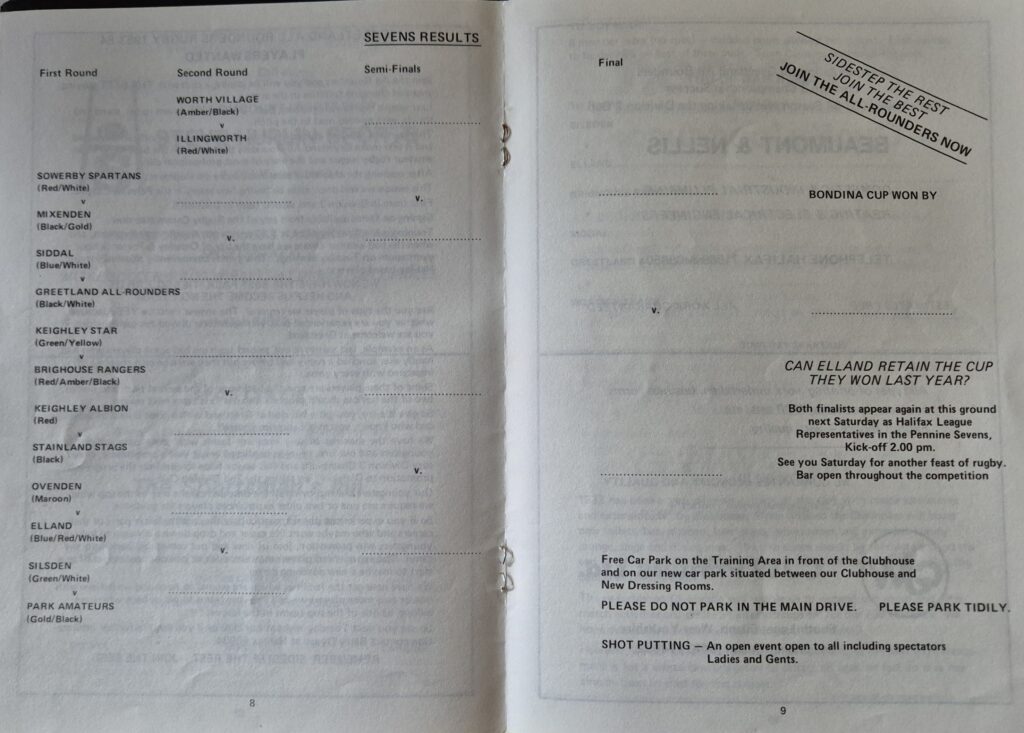 SEVENS RESULTS
First Round
Second Round
Semi-Finals
WORTH VILLAGE
(Amber/Black)
v
ILLINGWORTH
(Red/White)
SOWERBY SPARTANS
(Red/White)
v
MIXENDEN
(Black/Gold)
v.
v.
SIDDAL
(Blue/White)
v
GREETLAND ALL-ROUNDERS
(Black/White)
KEIGHLEY STAR
(Green/Yellow)
v
BRIGHOUSE RANGERS
(Red/Amber/Black)
v.
KEIGHLEY ALBION
(Red)
v
STAINLAND STAGS
(Black)
v.
OVENDEN
(Maroon)
v
ELLAND
(Blue/Red/White)
v.
SILSDEN
(Green/White)
v
PARK AMATEURS
(Gold/Black)
8
Final
SIDESTEP THE REST
JOIN THE BEST
JOIN THE ALL-ROUNDERS NOW
BONDINA CUP WON BY
v.
CAN ELLAND RETAIN THE CUP
THEY WON LAST YEAR?
Both finalists appear again at this ground
next Saturday as Halifax League
Representatives in the Pennine Sevens,
Kick-off 2.00 pm.
See you Saturday for another feast of rugby.
Bar open throughout the competition
Free Car Park on the Training Area in front of the Clubhouse
and on our new car park situated between our Clubhouse and
New Dressing Rooms.
PLEASE DO NOT PARK IN THE MAIN DRIVE. PLEASE PARK TIDILY.
SHOT PUTTING — An open event open to all including spectators
Ladies and Gents.
9